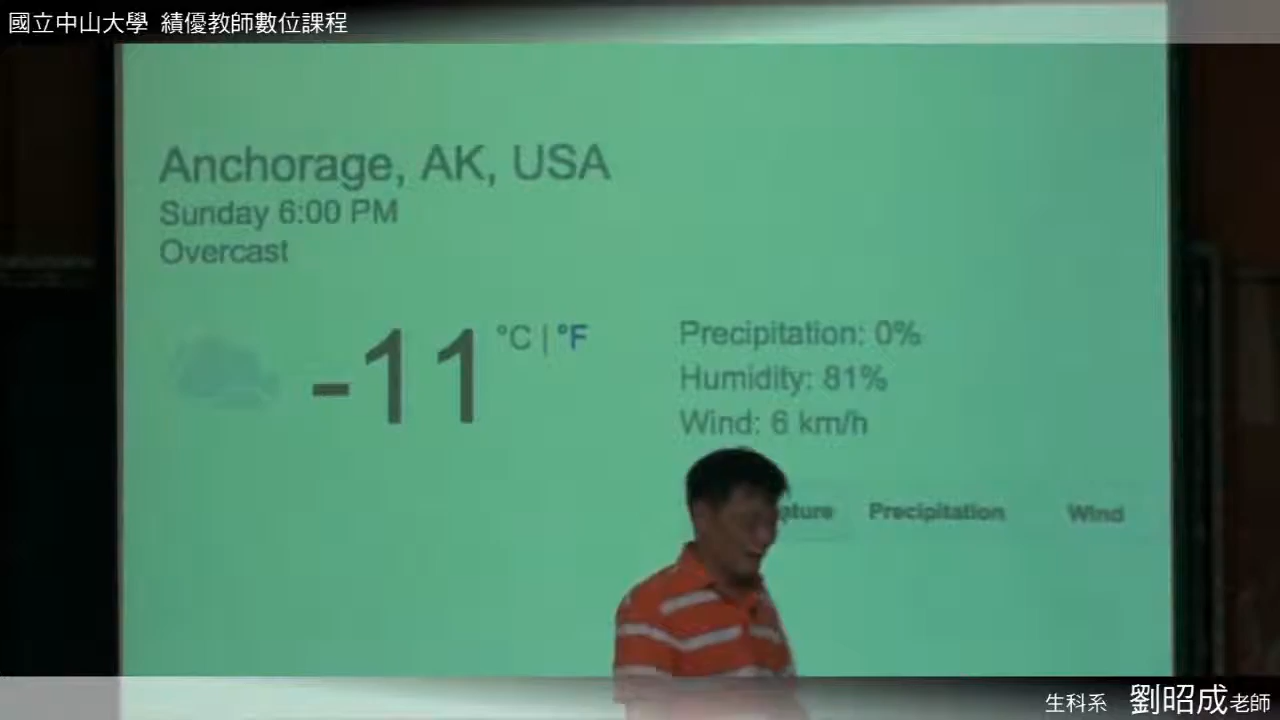 國立中山大學 績優教師數位課程
Anchorage, AK, USA
Sunday 6:00 PM
Overcast
-11 °C | °F
Precipitation: 0%
Humidity: 81%
Wind: 6 km/h
Precipitation Wind
生科系 劉昭成老師